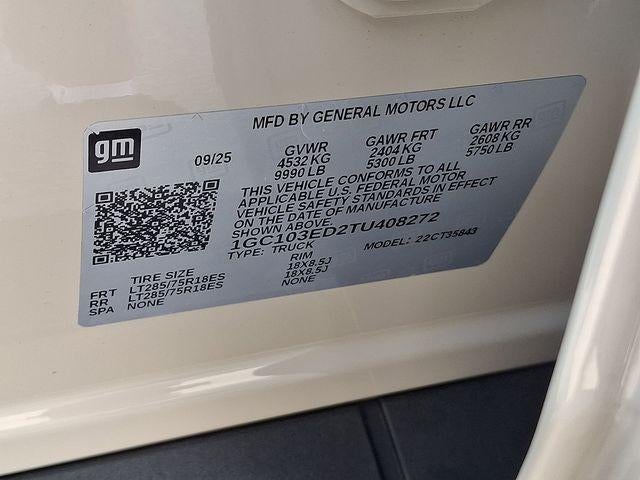 MFD BY GENERAL MOTORS LLC
gm
09/25
GVWR GAWR FRT GAWR RR
4532 KG 2404 KG 2608 KG
9990 LB 5300 LB 5750 LB
THIS VEHICLE CONFORMS TO ALL
APPLICABLE U.S. FEDERAL MOTOR
VEHICLE SAFETY STANDARDS IN EFFECT
ON THE DATE OF MANUFACTURE
SHOWN ABOVE.
1GC103ED2TU408272
TYPE: TRUCK MODEL: 22CT35843
TIRE SIZE RIM
FRT LT285/75R18ES 18X8.5J
RR LT285/75R18ES 18X8.5J
SPA NONE NONE